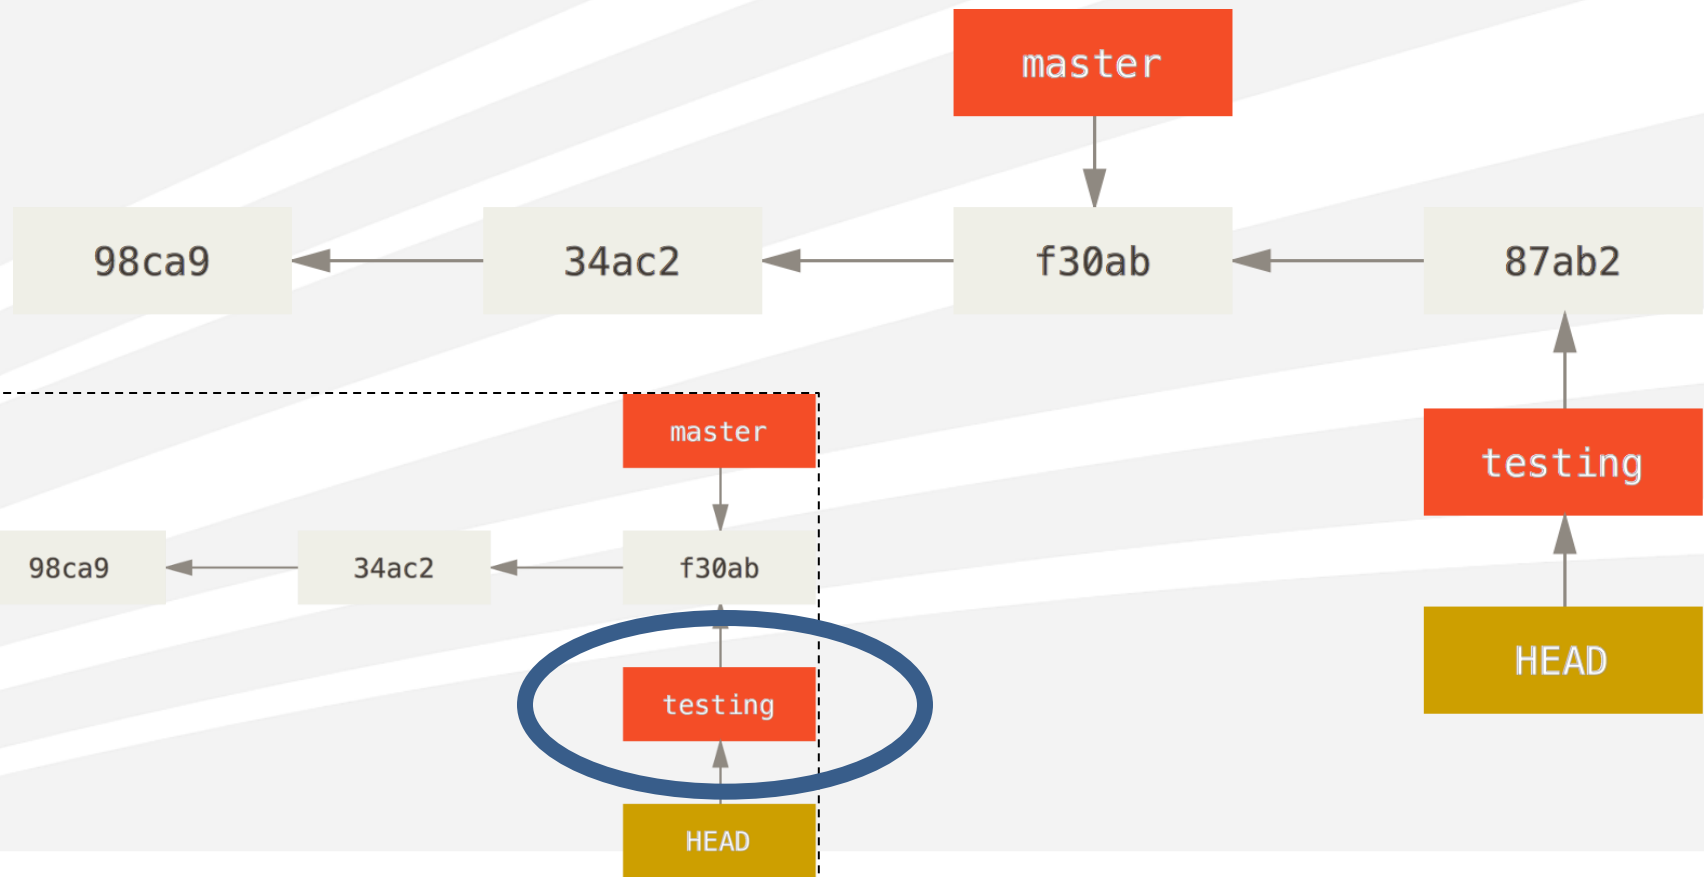 master
98ca9
34ac2
f30ab
87ab2
testing
HEAD
master
98ca9
34ac2
f30ab
testing
HEAD